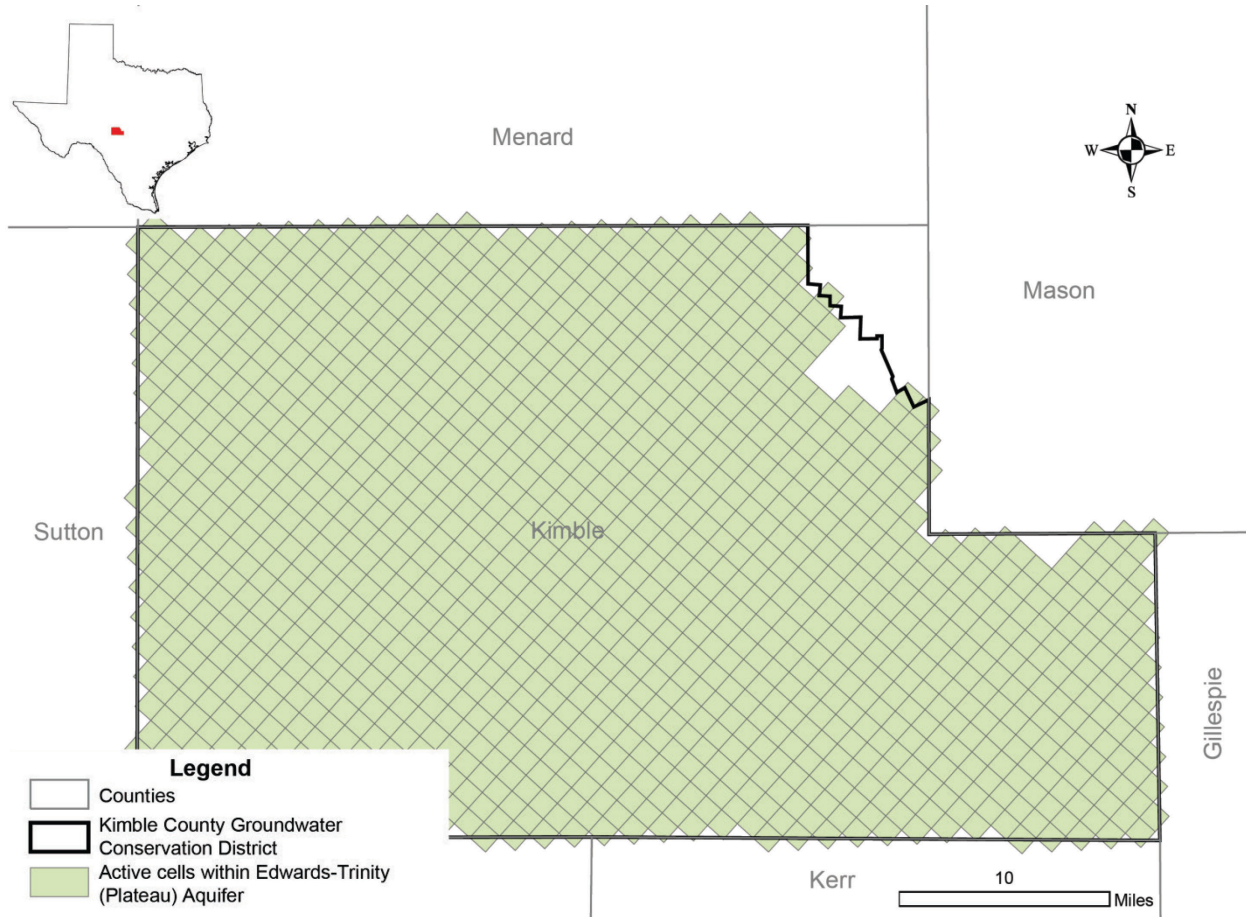 Menard
N
W
E
S
Mason
Sutton
Kimble
Gillespie
Legend
Counties
Kimble County Groundwater
Conservation District
Active cells within Edwards-Trinity
(Plateau) Aquifer
Kerr
10
Miles